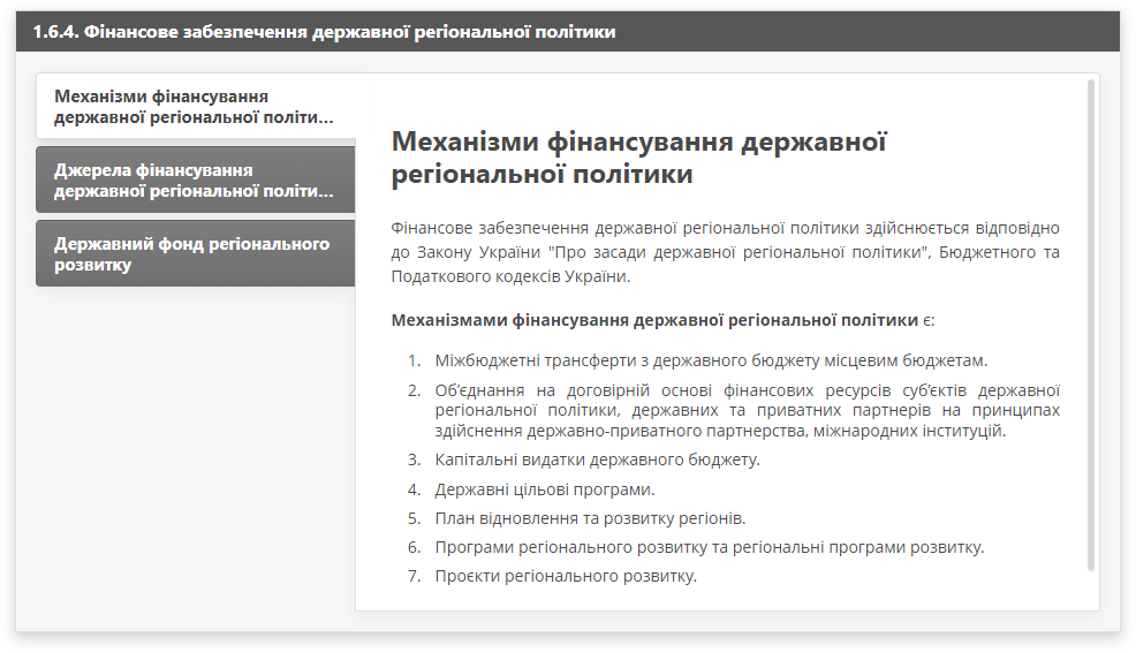 1.6.4. Фінансове забезпечення державної регіональної політики
Механізми фінансування
державної регіональної політи...
Джерела фінансування
державної регіональної політи...
Державний фонд регіонального
розвитку
Механізми фінансування державної
регіональної політики
Фінансове забезпечення державної регіональної політики здійснюється відповідно
до Закону України "Про засади державної регіональної політики", Бюджетного та
Податкового кодексів України.
Механізмами фінансування державної регіональної політики є:
1. Міжбюджетні трансферти з державного бюджету місцевим бюджетам.
2. Об’єднання на договірній основі фінансових ресурсів суб’єктів державної
регіональної політики, державних та приватних партнерів на принципах
здійснення державно-приватного партнерства, міжнародних інституцій.
3. Капітальні видатки державного бюджету.
4. Державні цільові програми.
5. План відновлення та розвитку регіонів.
6. Програми регіонального розвитку та регіональні програми розвитку.
7. Проєкти регіонального розвитку.